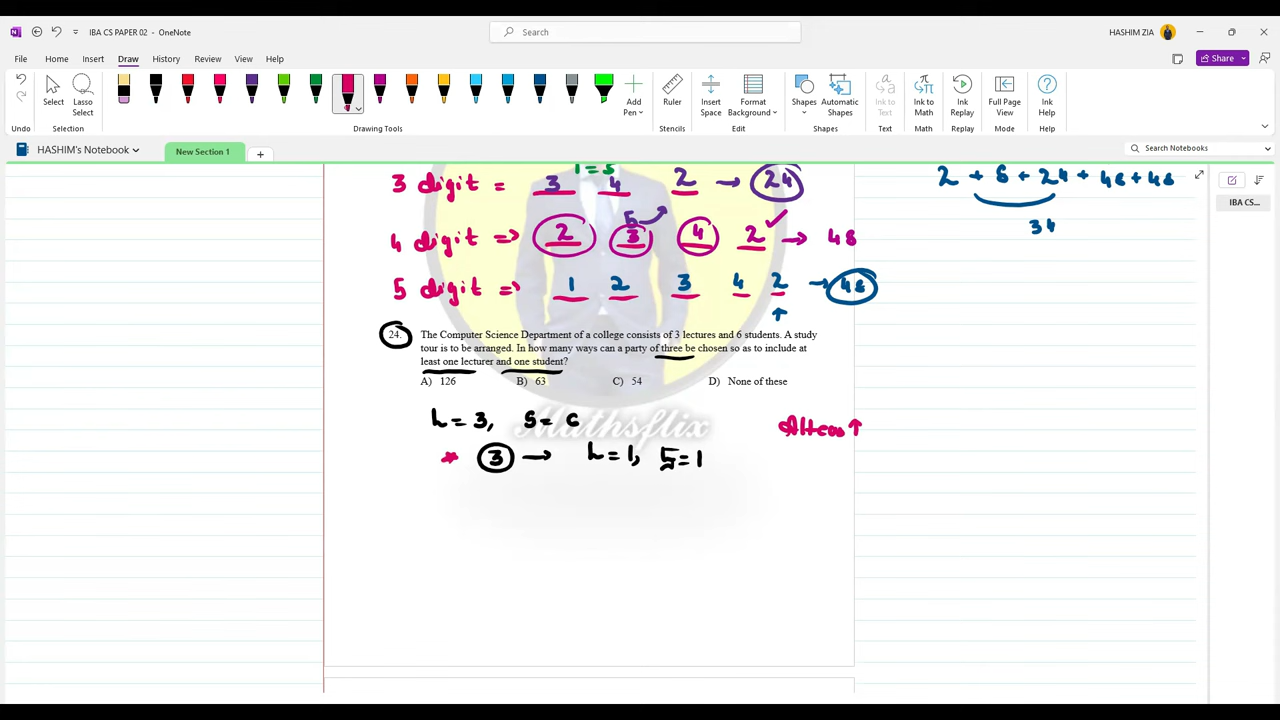 IBA CS PAPER 02 - OneNote
Search
HASHIM ZIA
File Home Insert Draw History Review View Help
Share
Undo
Select
Lasso Select
Add Pen
Ruler
Insert Space
Format Background
Shapes
Automatic Shapes
Ink to Text
Ink to Math
Ink Replay
Full Page View
Ink Help
Undo Selection Drawing Tools Stencils Edit Shapes Text Math Replay Mode Help
HASHIM's Notebook
New Section 1
+
Search Notebooks
IBA CS...
1 = 5
3 digit = 3 4 2 → 24
2 + 8 + 24 + 48 + 48
34
5
4 digit => 2 3 4 2 → 48
5 digit => 1 2 3 4 2 → 48
24. The Computer Science Department of a college consists of 3 lectures and 6 students. A study
tour is to be arranged. In how many ways can a party of three be chosen so as to include at
least one lecturer and one student?
A) 126 B) 63 C) 54 D) None of these
L = 3, S = 6
Mathsflix
* 3 → L = 1, S = 1